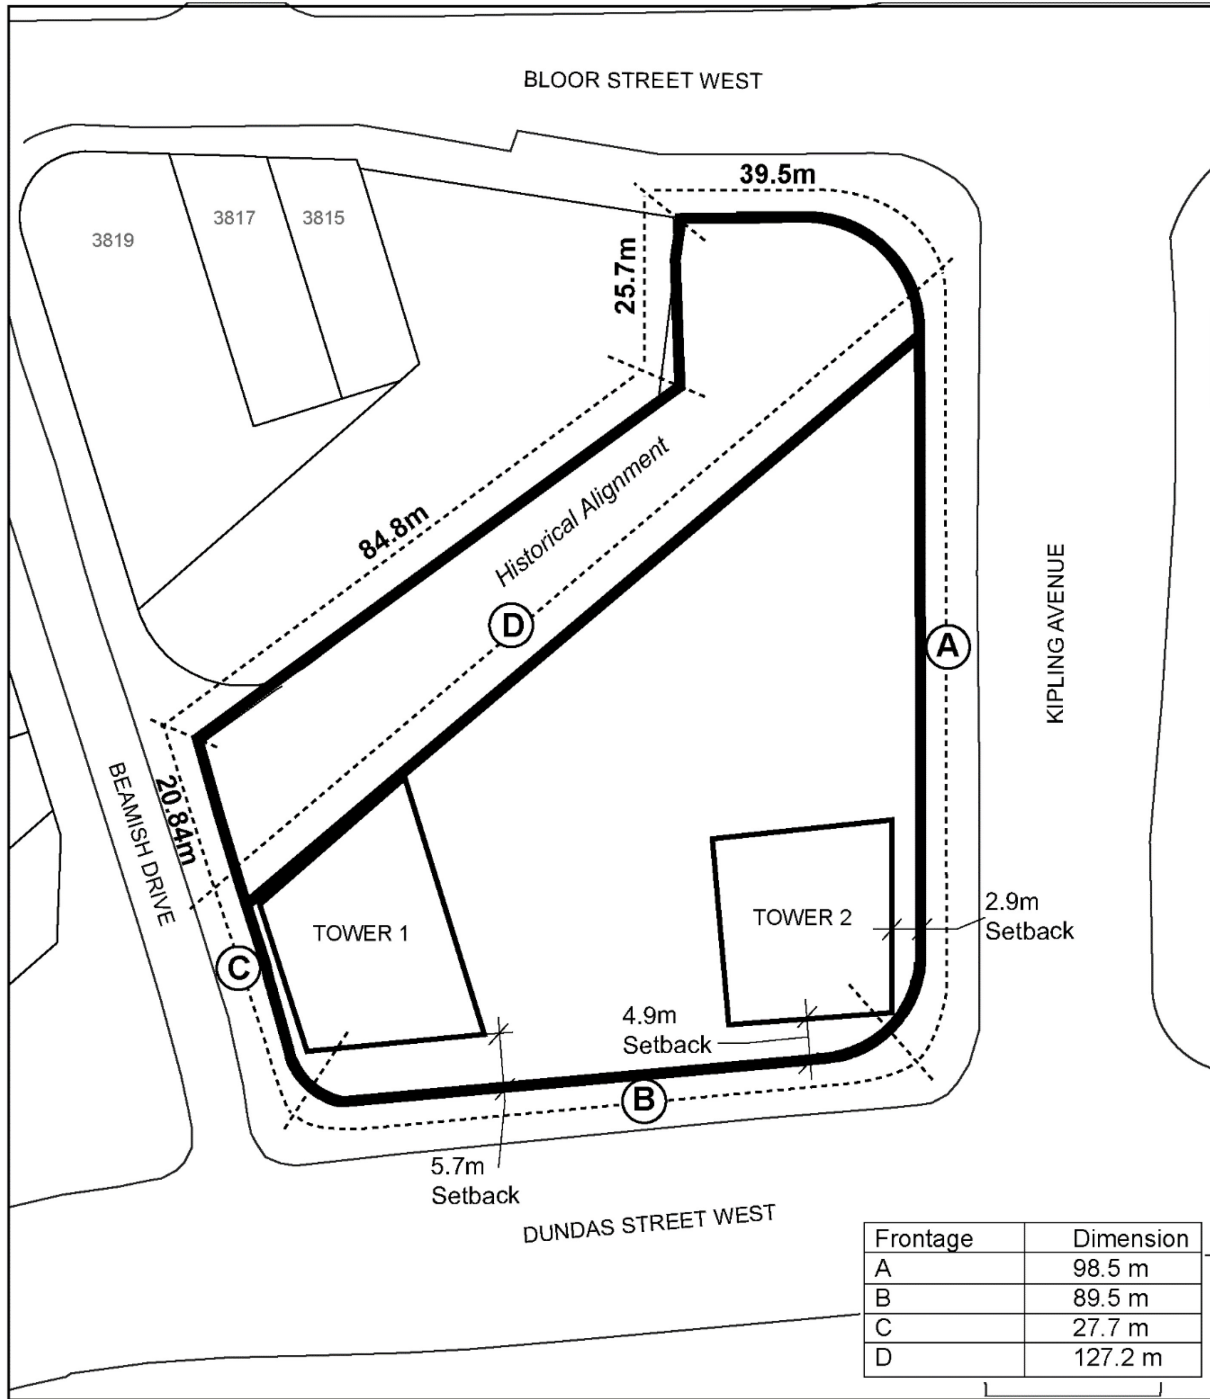 BLOOR STREET WEST
39.5m
3819
3817
3815
25.7m
84.8m
Historical Alignment
D
A
KIPLING AVENUE
20.84m
BEAMISH DRIVE
C
TOWER 1
TOWER 2
2.9m
Setback
4.9m
Setback
B
5.7m
Setback
DUNDAS STREET WEST
Frontage Dimension
A 98.5 m
B 89.5 m
C 27.7 m
D 127.2 m